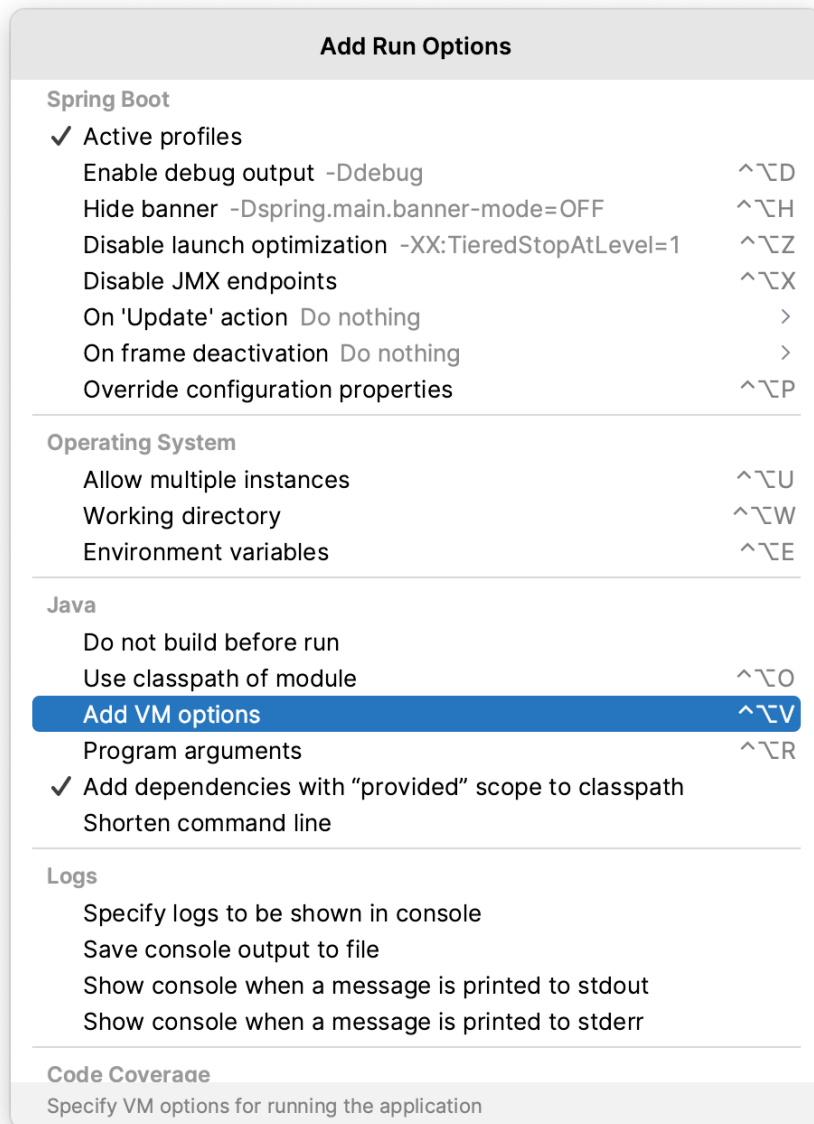 Add Run Options
Spring Boot
✓ Active profiles
Enable debug output -Ddebug ^⌥D
Hide banner -Dspring.main.banner-mode=OFF ^⌥H
Disable launch optimization -XX:TieredStopAtLevel=1 ^⌥Z
Disable JMX endpoints ^⌥X
On 'Update' action Do nothing >
On frame deactivation Do nothing >
Override configuration properties ^⌥P
Operating System
Allow multiple instances ^⌥U
Working directory ^⌥W
Environment variables ^⌥E
Java
Do not build before run
Use classpath of module ^⌥O
Add VM options ^⌥V
Program arguments ^⌥R
✓ Add dependencies with “provided” scope to classpath
Shorten command line
Logs
Specify logs to be shown in console
Save console output to file
Show console when a message is printed to stdout
Show console when a message is printed to stderr
Code Coverage
Specify VM options for running the application